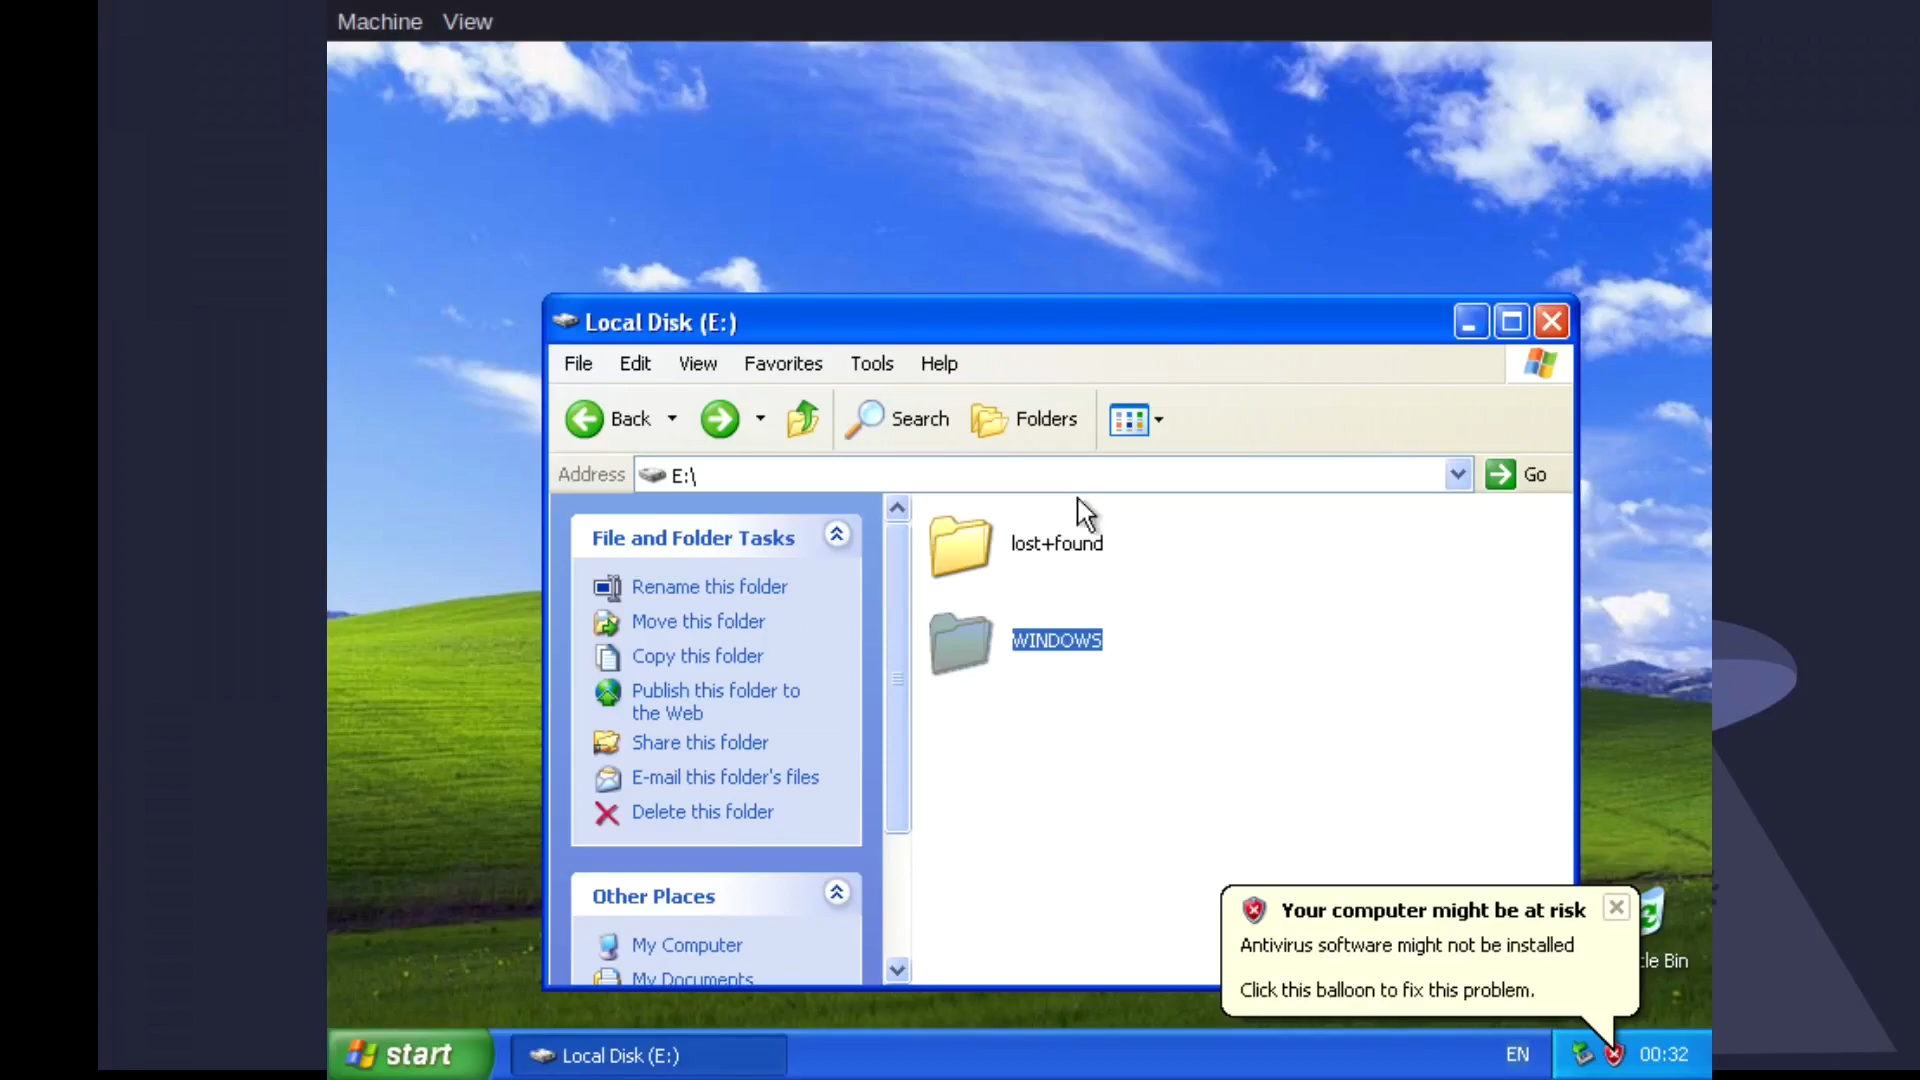 Machine View
Local Disk (E:)
File Edit View Favorites Tools Help
Back Search Folders
Address E:\ Go
File and Folder Tasks
Rename this folder
Move this folder
Copy this folder
Publish this folder to
the Web
Share this folder
E-mail this folder's files
Delete this folder
Other Places
My Computer
My Documents
lost+found
WINDOWS
Your computer might be at risk
Antivirus software might not be installed
Click this balloon to fix this problem.
cle Bin
start Local Disk (E:) EN 00:32